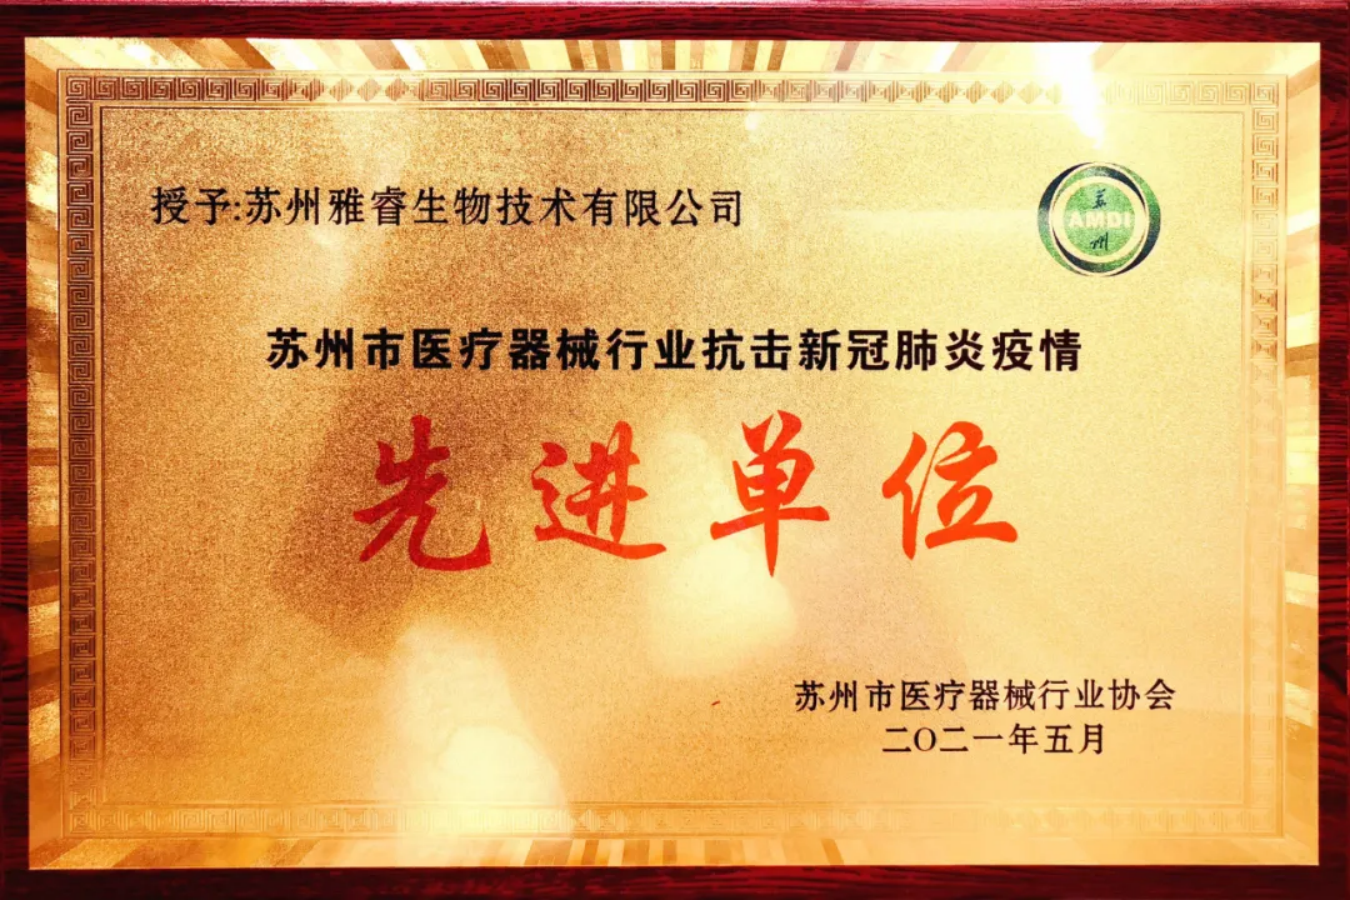 授予:苏州雅睿生物技术有限公司
苏
AMDI
州
苏州市医疗器械行业抗击新冠肺炎疫情
先进单位
苏州市医疗器械行业协会
二〇二一年五月